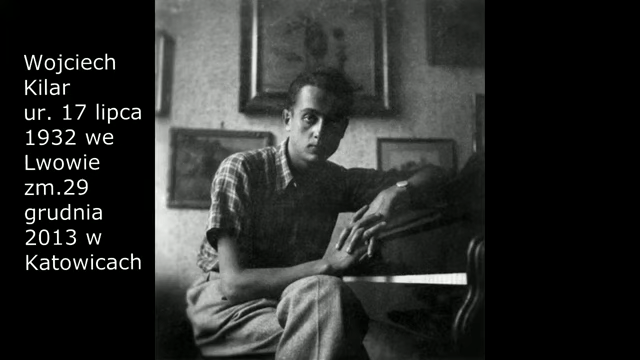 Wojciech
Kilar
ur. 17 lipca
1932 we
Lwowie
zm.29
grudnia
2013 w
Katowicach